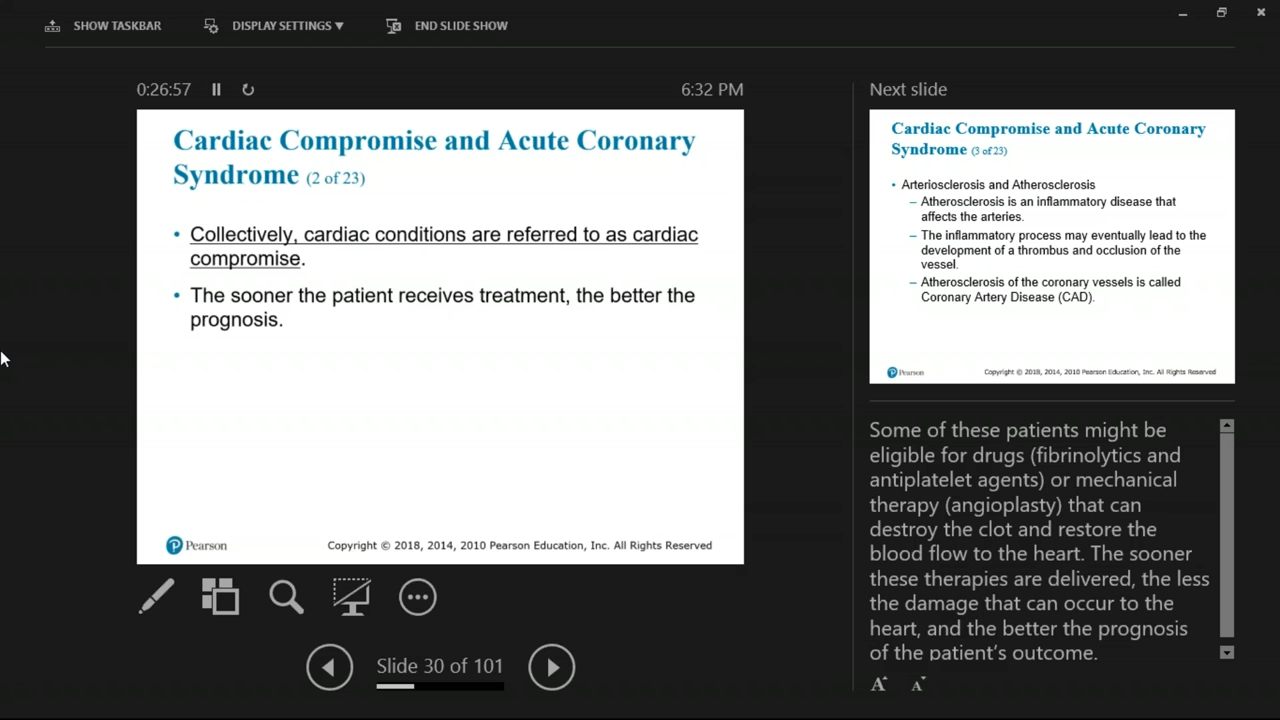 SHOW TASKBAR
DISPLAY SETTINGS ▼
END SLIDE SHOW
0:26:57
6:32 PM
Cardiac Compromise and Acute Coronary
Syndrome (2 of 23)
• Collectively, cardiac conditions are referred to as cardiac
compromise.
• The sooner the patient receives treatment, the better the
prognosis.
Pearson
Copyright © 2018, 2014, 2010 Pearson Education, Inc. All Rights Reserved
Slide 30 of 101
Next slide
Cardiac Compromise and Acute Coronary
Syndrome (3 of 23)
• Arteriosclerosis and Atherosclerosis
– Atherosclerosis is an inflammatory disease that
affects the arteries.
– The inflammatory process may eventually lead to the
development of a thrombus and occlusion of the
vessel.
– Atherosclerosis of the coronary vessels is called
Coronary Artery Disease (CAD).
Pearson
Copyright © 2018, 2014, 2010 Pearson Education, Inc. All Rights Reserved
Some of these patients might be
eligible for drugs (fibrinolytics and
antiplatelet agents) or mechanical
therapy (angioplasty) that can
destroy the clot and restore the
blood flow to the heart. The sooner
these therapies are delivered, the less
the damage that can occur to the
heart, and the better the prognosis
of the patient's outcome.
A A